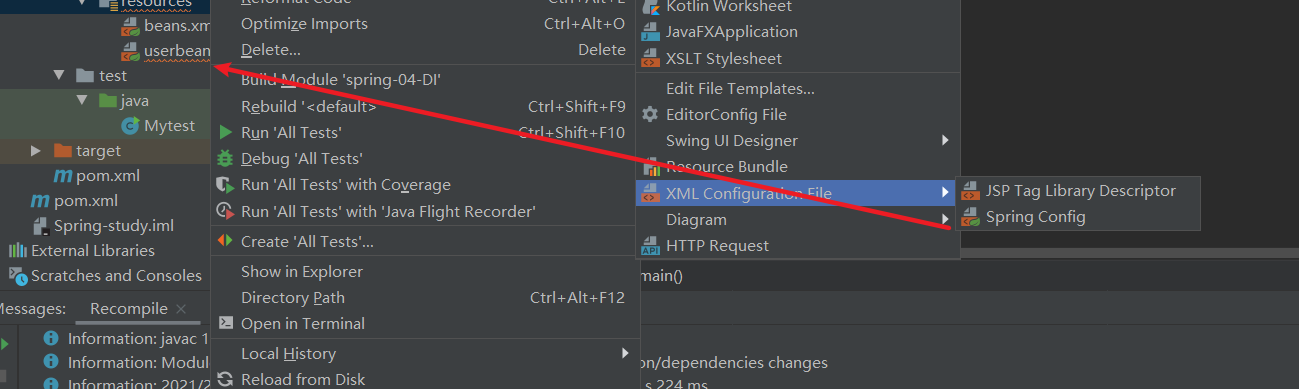 resources
beans.xm
userbean
test
java
Mytest
target
pom.xml
pom.xml
Spring-study.iml
External Libraries
Scratches and Consoles
Reformat Code Ctrl+Alt+L
Optimize Imports Ctrl+Alt+O
Delete... Delete
Build Module 'spring-04-DI'
Rebuild '<default> Ctrl+Shift+F9
Run 'All Tests' Ctrl+Shift+F10
Debug 'All Tests'
Run 'All Tests' with Coverage
Run 'All Tests' with 'Java Flight Recorder'
Create 'All Tests'...
Show in Explorer
Directory Path Ctrl+Alt+F12
Open in Terminal
Local History
Reload from Disk
Kotlin Worksheet
JavaFXApplication
XSLT Stylesheet
Edit File Templates...
EditorConfig File
Swing UI Designer
Resource Bundle
XML Configuration File
Diagram
HTTP Request
JSP Tag Library Descriptor
Spring Config
main()
Messages: Recompile
Information: javac 1
Information: Modul
on/dependencies changes
Information: 2021/2
s 224 ms